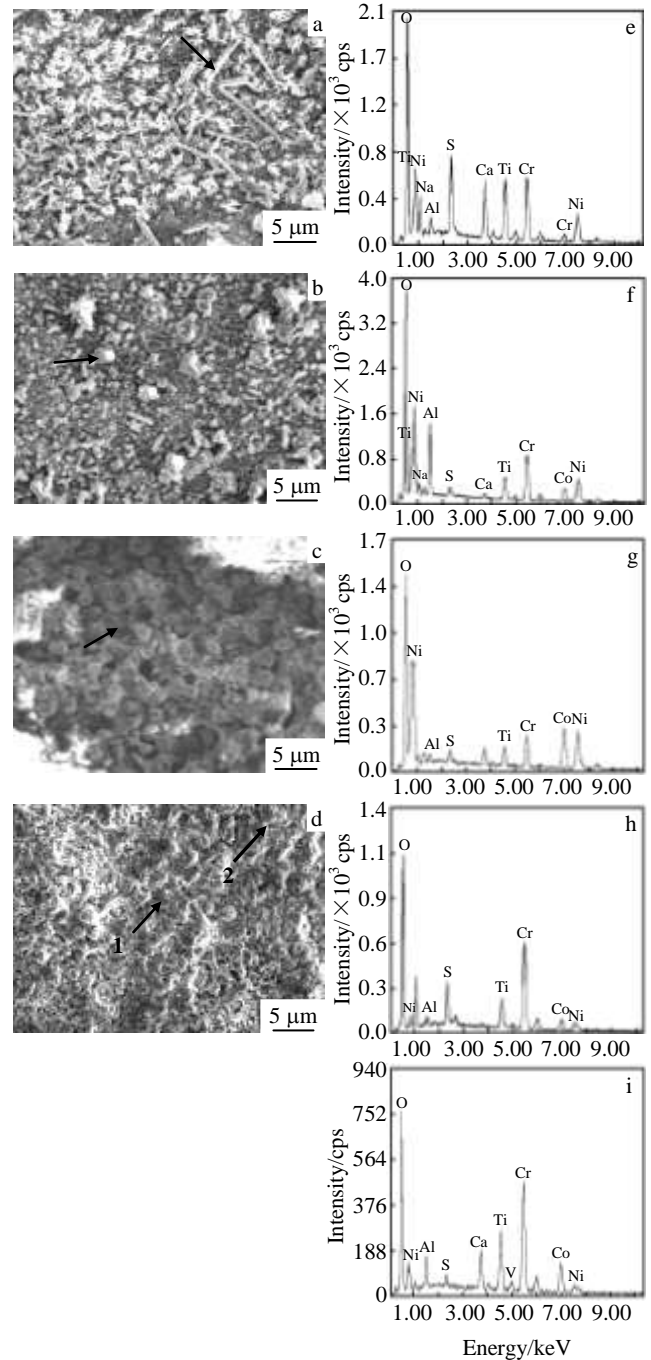 a
5 μm
e
Intensity/×10³ cps
2.1
1.7
1.2
0.8
0.4
0.0
O
Ti
Ni
Na
Al
S
Ca
Ti
Cr
Cr
Ni
1.00 3.00 5.00 7.00 9.00
b
5 μm
f
Intensity/×10³ cps
4.0
3.2
2.4
1.6
0.8
0.0
O
Ni
Al
Ti
Na
S
Ca
Ti
Cr
Co
Ni
1.00 3.00 5.00 7.00 9.00
c
5 μm
g
Intensity/×10³ cps
1.7
1.4
1.0
0.7
0.3
0.0
O
Ni
Al
S
Ti
Cr
Co
Ni
1.00 3.00 5.00 7.00 9.00
d
1
2
5 μm
h
Intensity/×10³ cps
1.4
1.1
0.9
0.6
0.3
0.0
O
Ni
Al
S
Ti
Cr
Co
Ni
1.00 3.00 5.00 7.00 9.00
i
Intensity/cps
940
752
564
376
188
0
O
Ni
Al
S
Ca
Ti
V
Cr
Co
Ni
1.00 3.00 5.00 7.00 9.00
Energy/keV